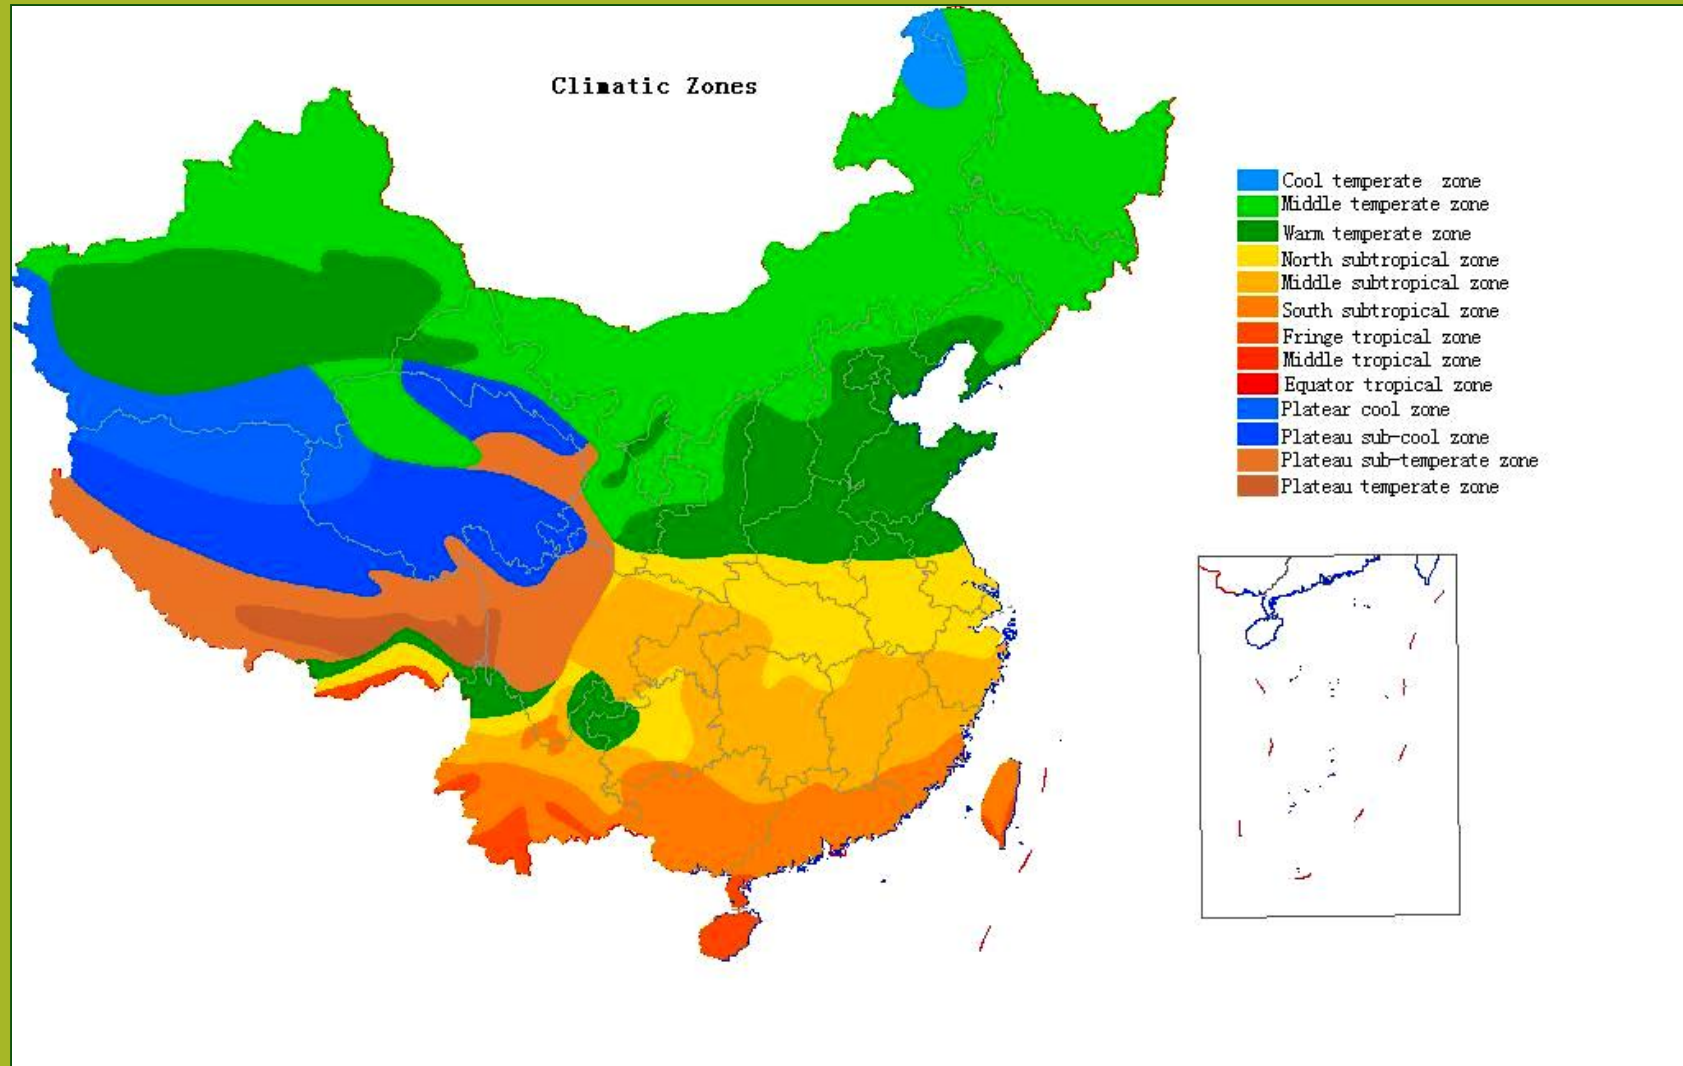 Climatic Zones
Cool temperate zone
Middle temperate zone
Warm temperate zone
North subtropical zone
Middle subtropical zone
South subtropical zone
Fringe tropical zone
Middle tropical zone
Equator tropical zone
Platear cool zone
Plateau sub-cool zone
Plateau sub-temperate zone
Plateau temperate zone